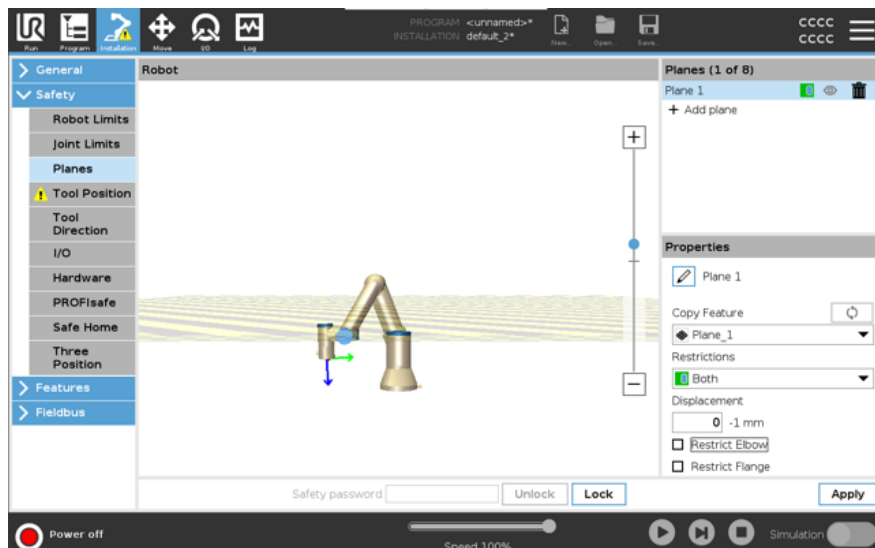 PROGRAM <unnamed>*
INSTALLATION default_2*
CCCC
CCCC
Run
Program
Installation
Move
I/O
Log
New...
Open...
Save...
General
Safety
Robot Limits
Joint Limits
Planes
Tool Position
Tool
Direction
I/O
Hardware
PROFIsafe
Safe Home
Three
Position
Features
Fieldbus
Robot
Planes (1 of 8)
Plane 1
+ Add plane
Properties
Plane 1
Copy Feature
Plane_1
Restrictions
Both
Displacement
0 -1 mm
Restrict Elbow
Restrict Flange
Safety password
Unlock
Lock
Apply
Power off
Speed 100%
Simulation